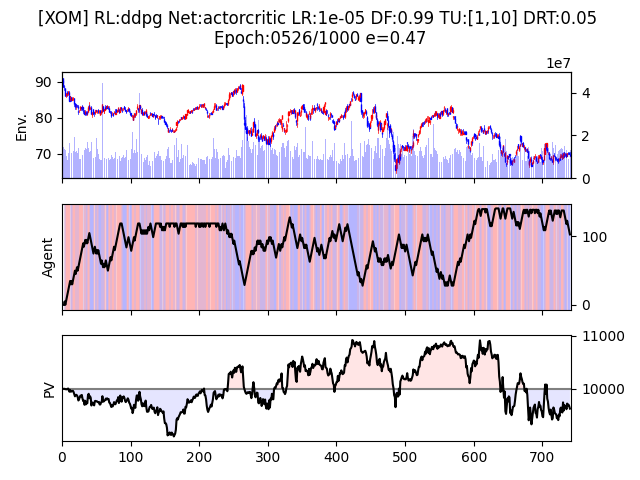 [XOM] RL:ddpg Net:actorcritic LR:1e-05 DF:0.99 TU:[1,10] DRT:0.05
Epoch:0526/1000 e=0.47
1e7
90
80
70
Env.
4
2
0
Agent
100
0
PV
11000
10000
0 100 200 300 400 500 600 700